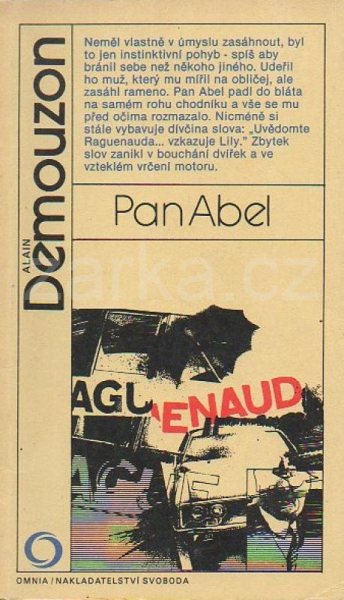 ALAIN
Demouzon
Neměl vlastně v úmyslu zasáhnout, byl
to jen instinktivní pohyb - spíš aby
bránil sebe než někoho jiného. Udeřil
ho muž, který mu mířil na obličej, ale
zasáhl rameno. Pan Abel padl do bláta
na samém rohu chodníku a vše se mu
před očima rozmazalo. Nicméně si
stále vybavuje dívčina slova: „Uvědomte
Raguenauda... vzkazuje Lily.” Zbytek
slov zanikl v bouchání dvířek a ve
vzteklém vrčení motoru.
Pan Abel
AGUENAUD
OMNIA/NAKLADATELSTVÍ SVOBODA